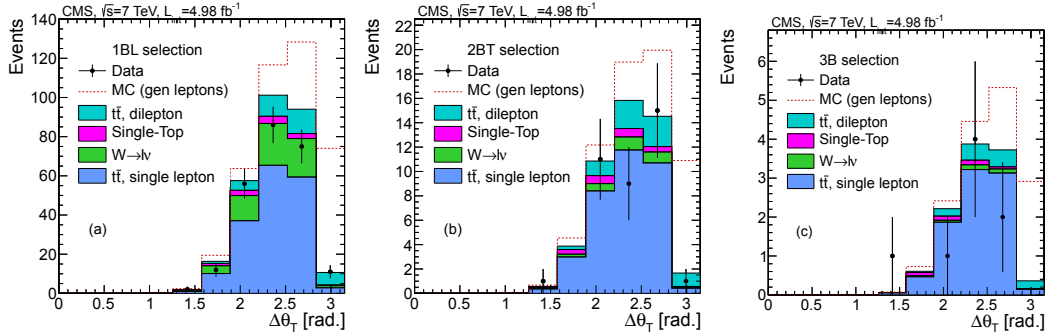 CMS, √s=7 TeV, L =4.98 fb⁻¹
Events
140
120
100
80
60
40
20
0
1BL selection
Data
MC (gen leptons)
tt̄, dilepton
Single-Top
W→lν
tt̄, single lepton
(a)
0 0.5 1 1.5 2 2.5 3
Δθ_T [rad.]
CMS, √s=7 TeV, L =4.98 fb⁻¹
Events
22
20
18
16
14
12
10
8
6
4
2
0
2BT selection
Data
MC (gen leptons)
tt̄, dilepton
Single-Top
W→lν
tt̄, single lepton
(b)
0 0.5 1 1.5 2 2.5 3
Δθ_T [rad.]
CMS, √s=7 TeV, L =4.98 fb⁻¹
Events
6
5
4
3
2
1
0
3B selection
Data
MC (gen leptons)
tt̄, dilepton
Single-Top
W→lν
tt̄, single lepton
(c)
0 0.5 1 1.5 2 2.5 3
Δθ_T [rad.]